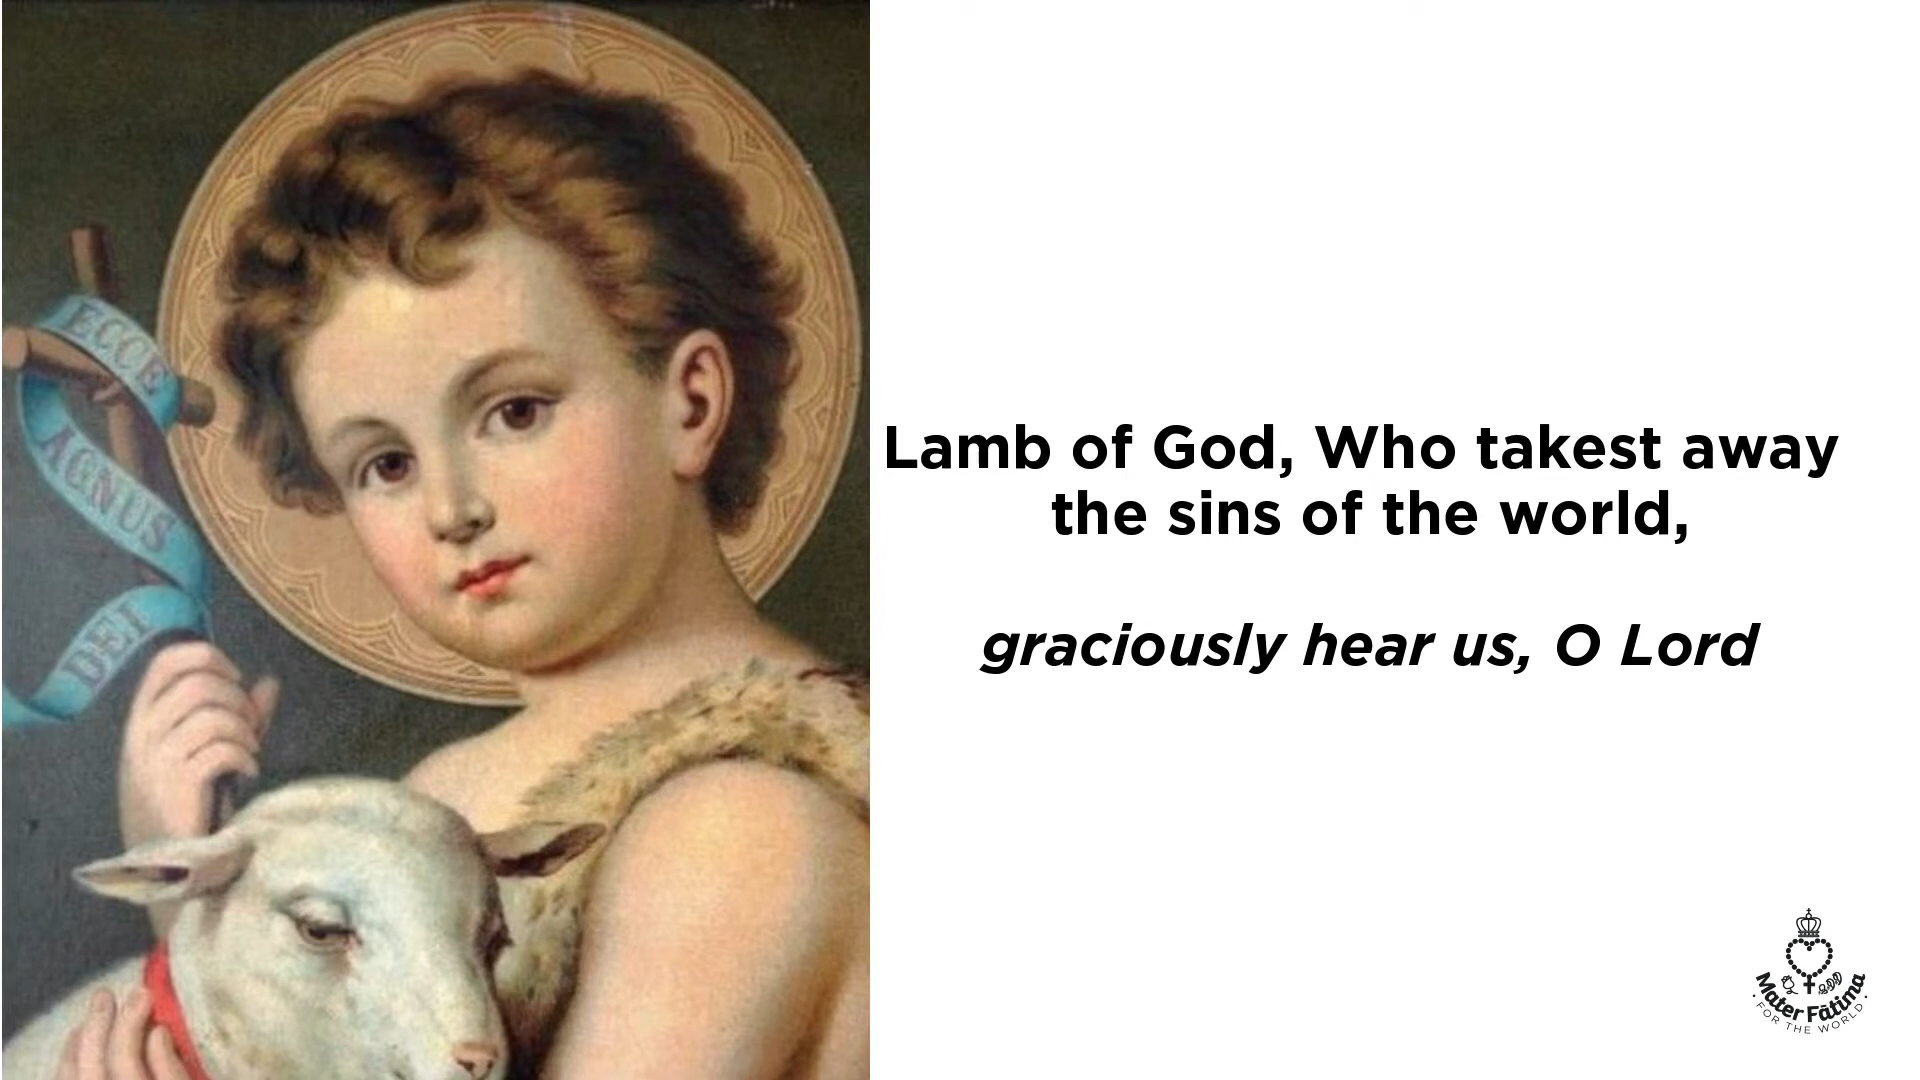 ECCE
AGNUS
DEI
Lamb of God, Who takest away
the sins of the world,
graciously hear us, O Lord
Mater Fátima
· FOR THE WORLD ·